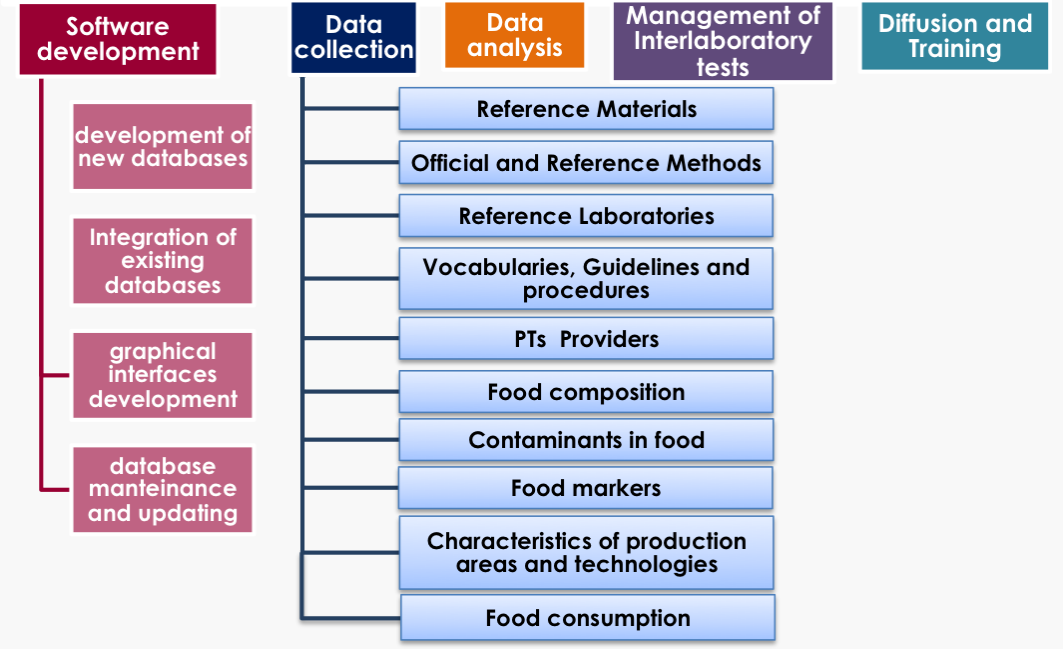 Software
development
Data
collection
Data
analysis
Management of
Interlaboratory
tests
Diffusion and
Training
development of
new databases
Integration of
existing
databases
graphical
interfaces
development
database
manteinance
and updating
Reference Materials
Official and Reference Methods
Reference Laboratories
Vocabularies, Guidelines and
procedures
PTs Providers
Food composition
Contaminants in food
Food markers
Characteristics of production
areas and technologies
Food consumption